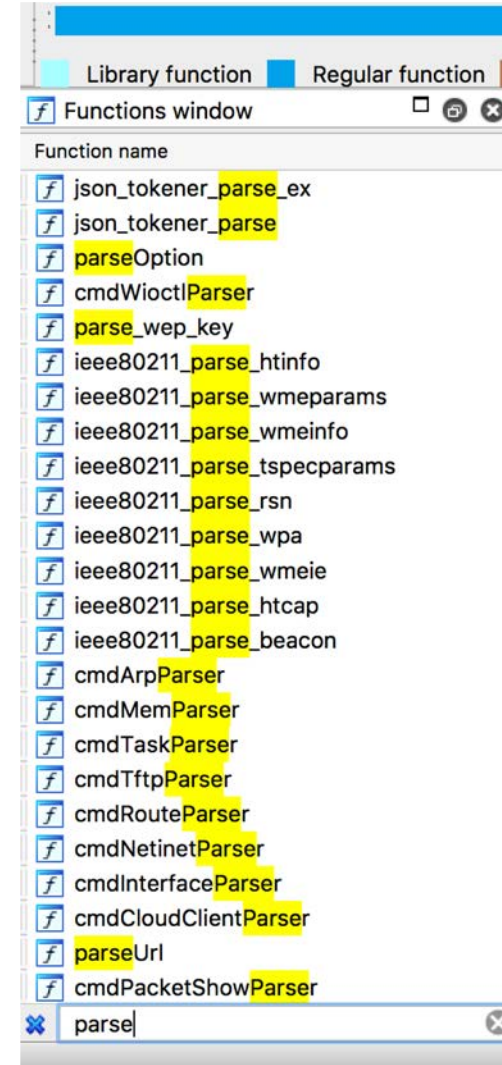 Library function Regular function
f Functions window
Function name
f json_tokener_parse_ex
f json_tokener_parse
f parseOption
f cmdWioctlParser
f parse_wep_key
f ieee80211_parse_htinfo
f ieee80211_parse_wmeparams
f ieee80211_parse_wmeinfo
f ieee80211_parse_tspecparams
f ieee80211_parse_rsn
f ieee80211_parse_wpa
f ieee80211_parse_wmeie
f ieee80211_parse_htcap
f ieee80211_parse_beacon
f cmdArpParser
f cmdMemParser
f cmdTaskParser
f cmdTftpParser
f cmdRouteParser
f cmdNetinetParser
f cmdInterfaceParser
f cmdCloudClientParser
f parseUrl
f cmdPacketShowParser
parse